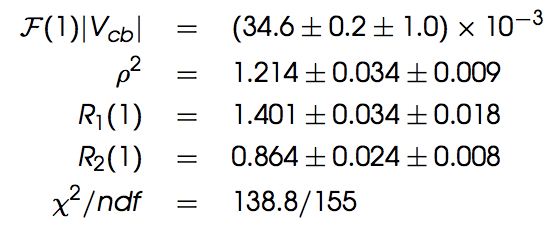 ℱ(1)|V_cb| = (34.6 ± 0.2 ± 1.0) × 10⁻³
ρ² = 1.214 ± 0.034 ± 0.009
R₁(1) = 1.401 ± 0.034 ± 0.018
R₂(1) = 0.864 ± 0.024 ± 0.008
χ²/ndf = 138.8/155